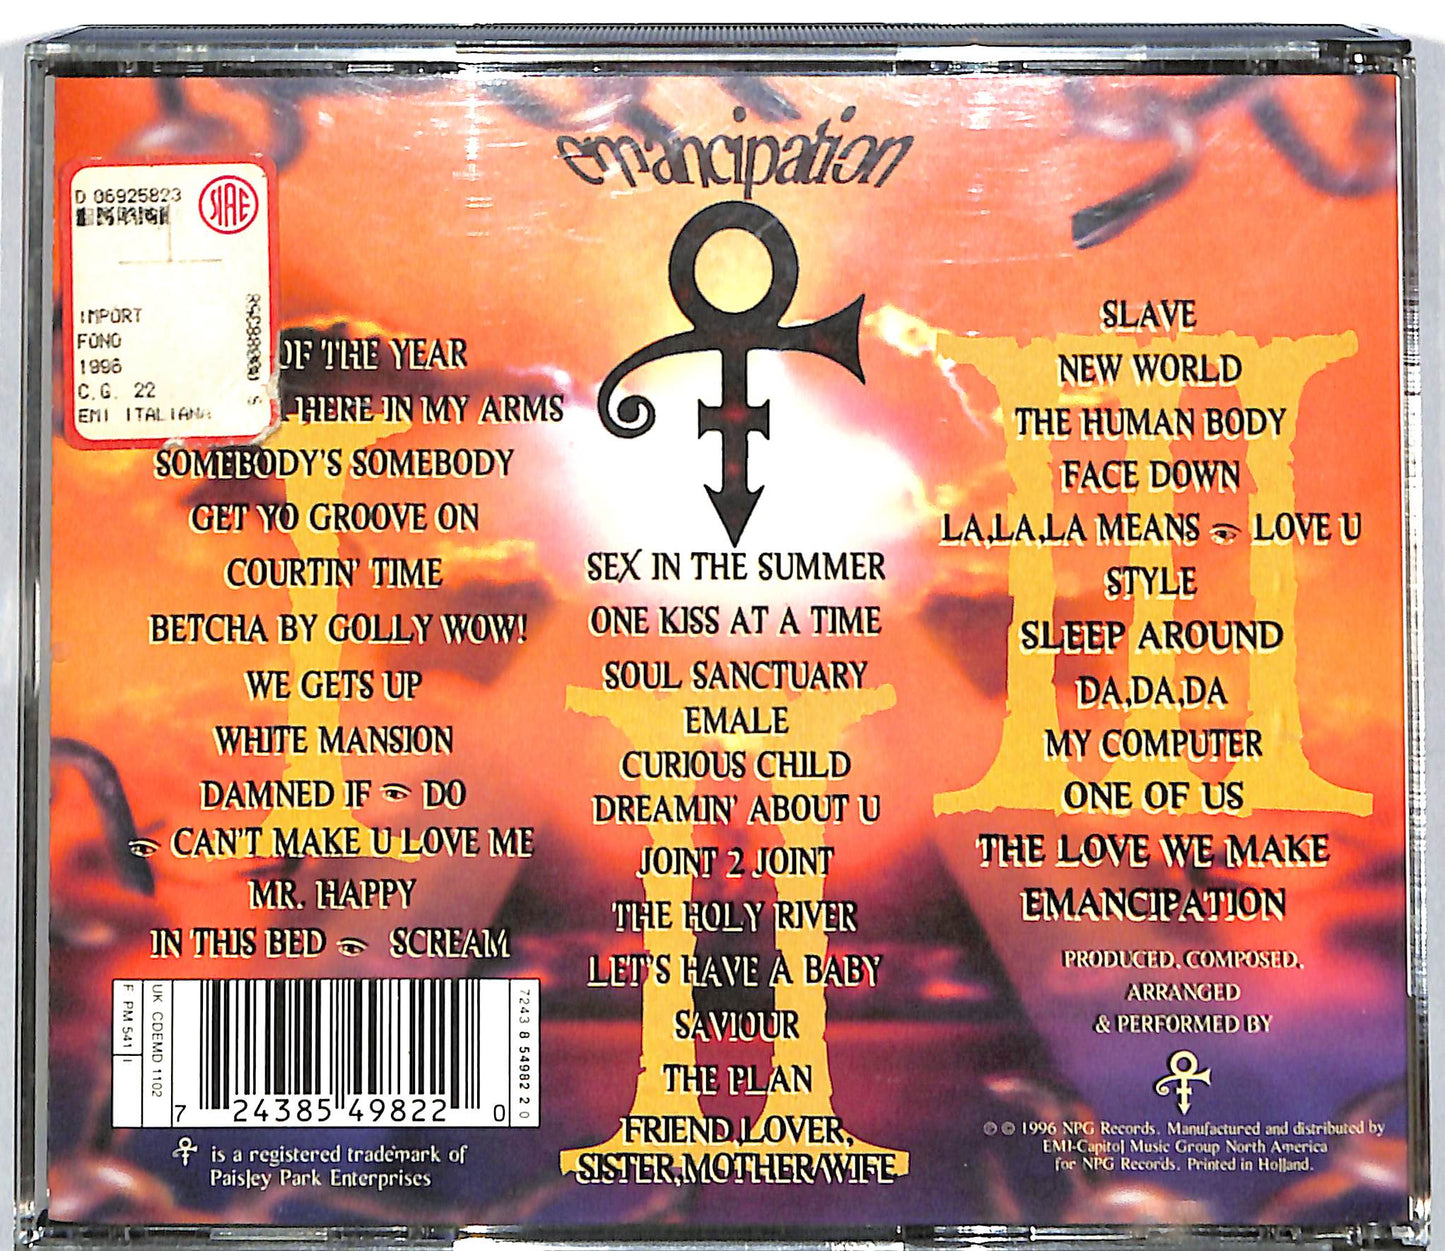 emancipation
D 06925823
SIAE
IMPORT
FONO
1996
C.G. 22
EMI ITALIANA
S 0088358
OF THE YEAR
HERE IN MY ARMS
SOMEBODY'S SOMEBODY
GET YO GROOVE ON
COURTIN' TIME
BETCHA BY GOLLY WOW!
WE GETS UP
WHITE MANSION
DAMNED IF DO
CAN'T MAKE U LOVE ME
MR. HAPPY
IN THIS BED SCREAM
I
SEX IN THE SUMMER
ONE KISS AT A TIME
SOUL SANCTUARY
EMALE
CURIOUS CHILD
DREAMIN' ABOUT U
JOINT 2 JOINT
THE HOLY RIVER
LET'S HAVE A BABY
SAVIOUR
THE PLAN
FRIEND,LOVER,
SISTER,MOTHER/WIFE
II
SLAVE
NEW WORLD
THE HUMAN BODY
FACE DOWN
LA,LA,LA MEANS LOVE U
STYLE
SLEEP AROUND
DA,DA,DA
MY COMPUTER
ONE OF US
THE LOVE WE MAKE
EMANCIPATION
III
PRODUCED, COMPOSED,
ARRANGED
& PERFORMED BY
℗ © 1996 NPG Records. Manufactured and distributed by
EMI-Capitol Music Group North America
for NPG Records. Printed in Holland.
F PM 541
UK CDEMD 1102
7243 8 54982 2 0
7 24385 49822 0
is a registered trademark of
Paisley Park Enterprises